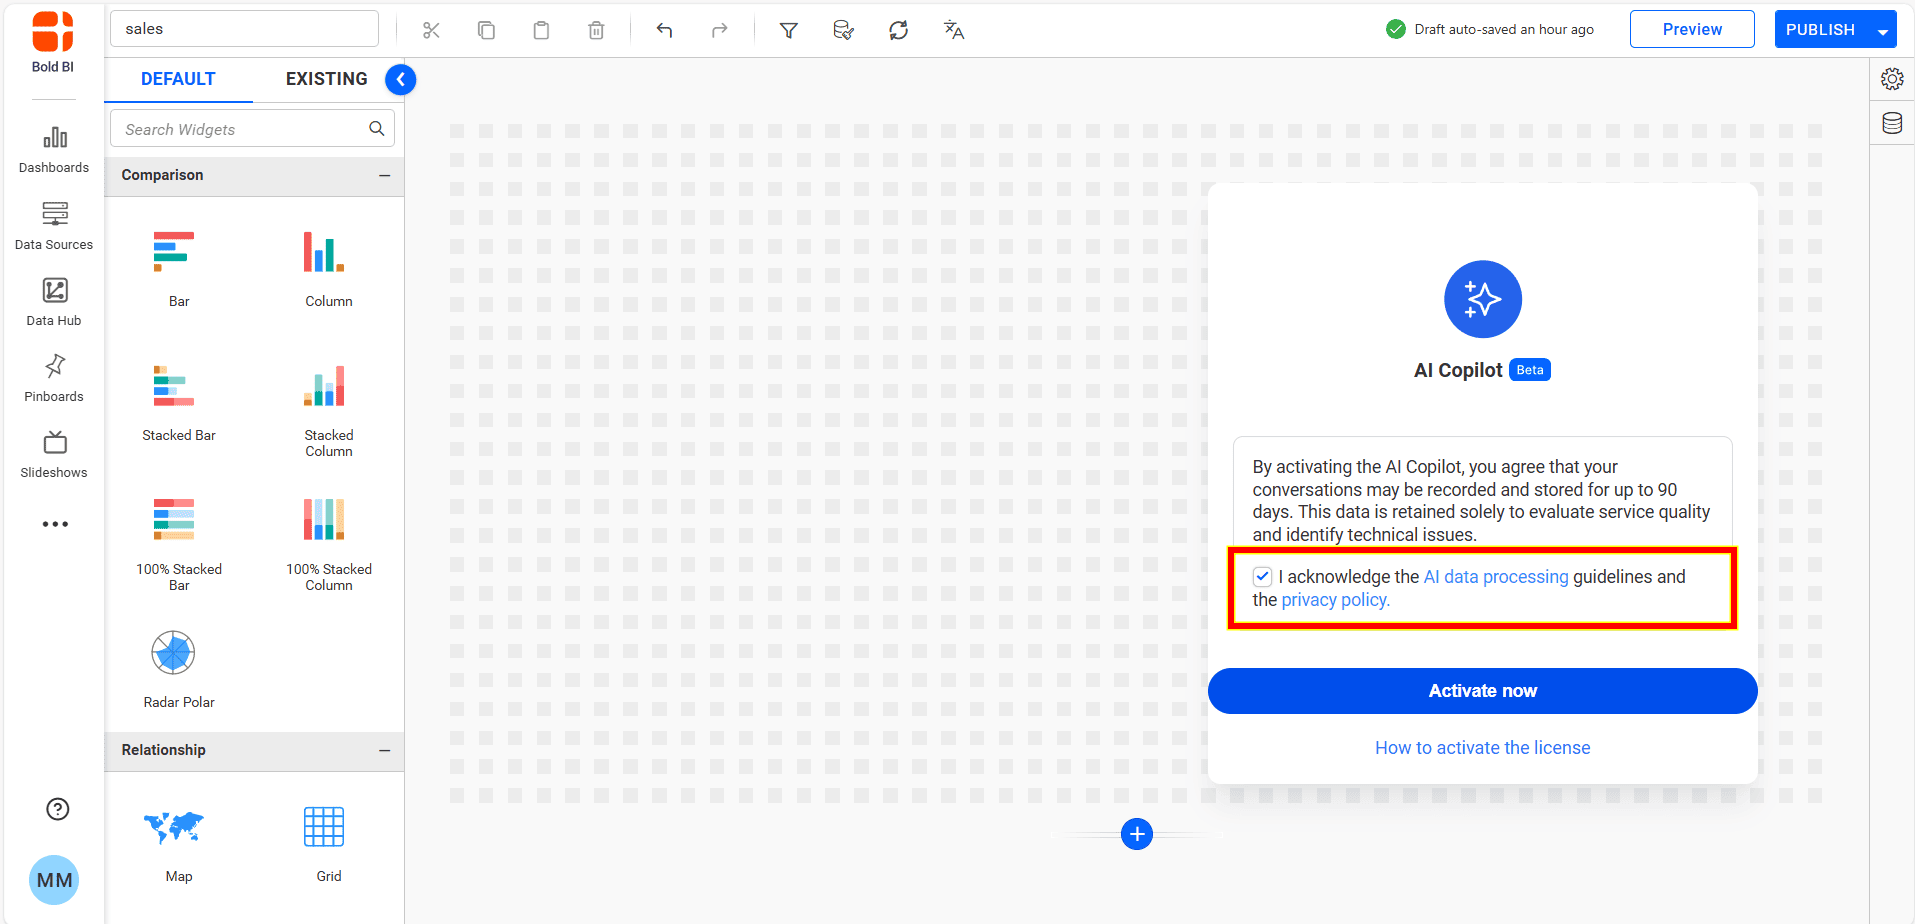 sales
Draft auto-saved an hour ago
Preview
PUBLISH
Bold BI
Dashboards
Data Sources
Data Hub
Pinboards
Slideshows
MM
DEFAULT
EXISTING
Search Widgets
Comparison
Bar
Column
Stacked Bar
Stacked
Column
100% Stacked
Bar
100% Stacked
Column
Radar Polar
Relationship
Map
Grid
AI Copilot Beta
By activating the AI Copilot, you agree that your
conversations may be recorded and stored for up to 90
days. This data is retained solely to evaluate service quality
and identify technical issues.
I acknowledge the AI data processing guidelines and
the privacy policy.
Activate now
How to activate the license